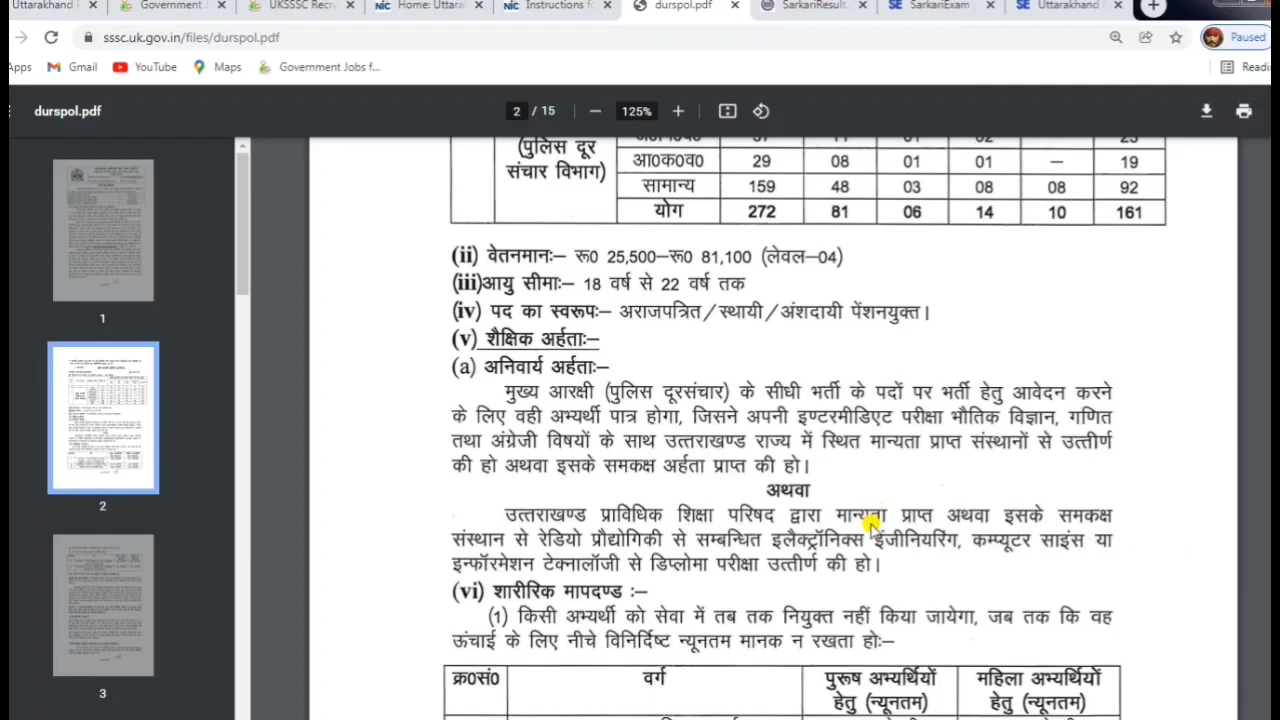 Uttarakhand Government UKSSSC Recru Home: Uttaral Instructions fo durspol.pdf SarkariResult SarkariExam Uttarakhand
sssc.uk.gov.in/files/durspol.pdf Paused
Apps Gmail YouTube Maps Government Jobs f... Readi
durspol.pdf 2 / 15 125%
1
2
3
(पुलिस दूर
आ0क0व0 29 08 01 01 — 19
संचार विभाग)
सामान्य 159 48 03 08 08 92
योग 272 81 06 14 10 161
(ii) वेतनमानः– रू0 25,500–रू0 81,100 (लेवल–04)
(iii)आयु सीमाः– 18 वर्ष से 22 वर्ष तक
(iv) पद का स्वरूपः– अराजपत्रित/स्थायी/अंशदायी पेंशनयुक्त।
(v) शैक्षिक अर्हताः–
(a) अनिवार्य अर्हताः–
मुख्य आरक्षी (पुलिस दूरसंचार) के सीधी भर्ती के पदों पर भर्ती हेतु आवेदन करने
के लिए वही अभ्यर्थी पात्र होगा, जिसने अपनी इण्टरमीडिएट परीक्षा भौतिक विज्ञान, गणित
तथा अंग्रेजी विषयों के साथ उत्तराखण्ड राज्य में स्थित मान्यता प्राप्त संस्थानों से उत्तीर्ण
की हो अथवा इसके समकक्ष अर्हता प्राप्त की हो।
अथवा
उत्तराखण्ड प्राविधिक शिक्षा परिषद द्वारा मान्यता प्राप्त अथवा इसके समकक्ष
संस्थान से रेडियो प्रौद्योगिकी से सम्बन्धित इलैक्ट्रॉनिक्स इंजीनियरिंग, कम्प्यूटर साइंस या
इन्फॉरमेशन टेक्नालॉजी से डिप्लोमा परीक्षा उत्तीर्ण की हो।
(vi) शारीरिक मापदण्ड :–
(1) किसी अभ्यर्थी को सेवा में तब तक नियुक्त नहीं किया जायेगा, जब तक कि वह
ऊंचाई के लिए नीचे विनिर्दिष्ट न्यूनतम मानक न रखता होः–
क्र0सं0 वर्ग पुरूष अभ्यर्थियों महिला अभ्यर्थियों
हेतु (न्यूनतम) हेतु (न्यूनतम)